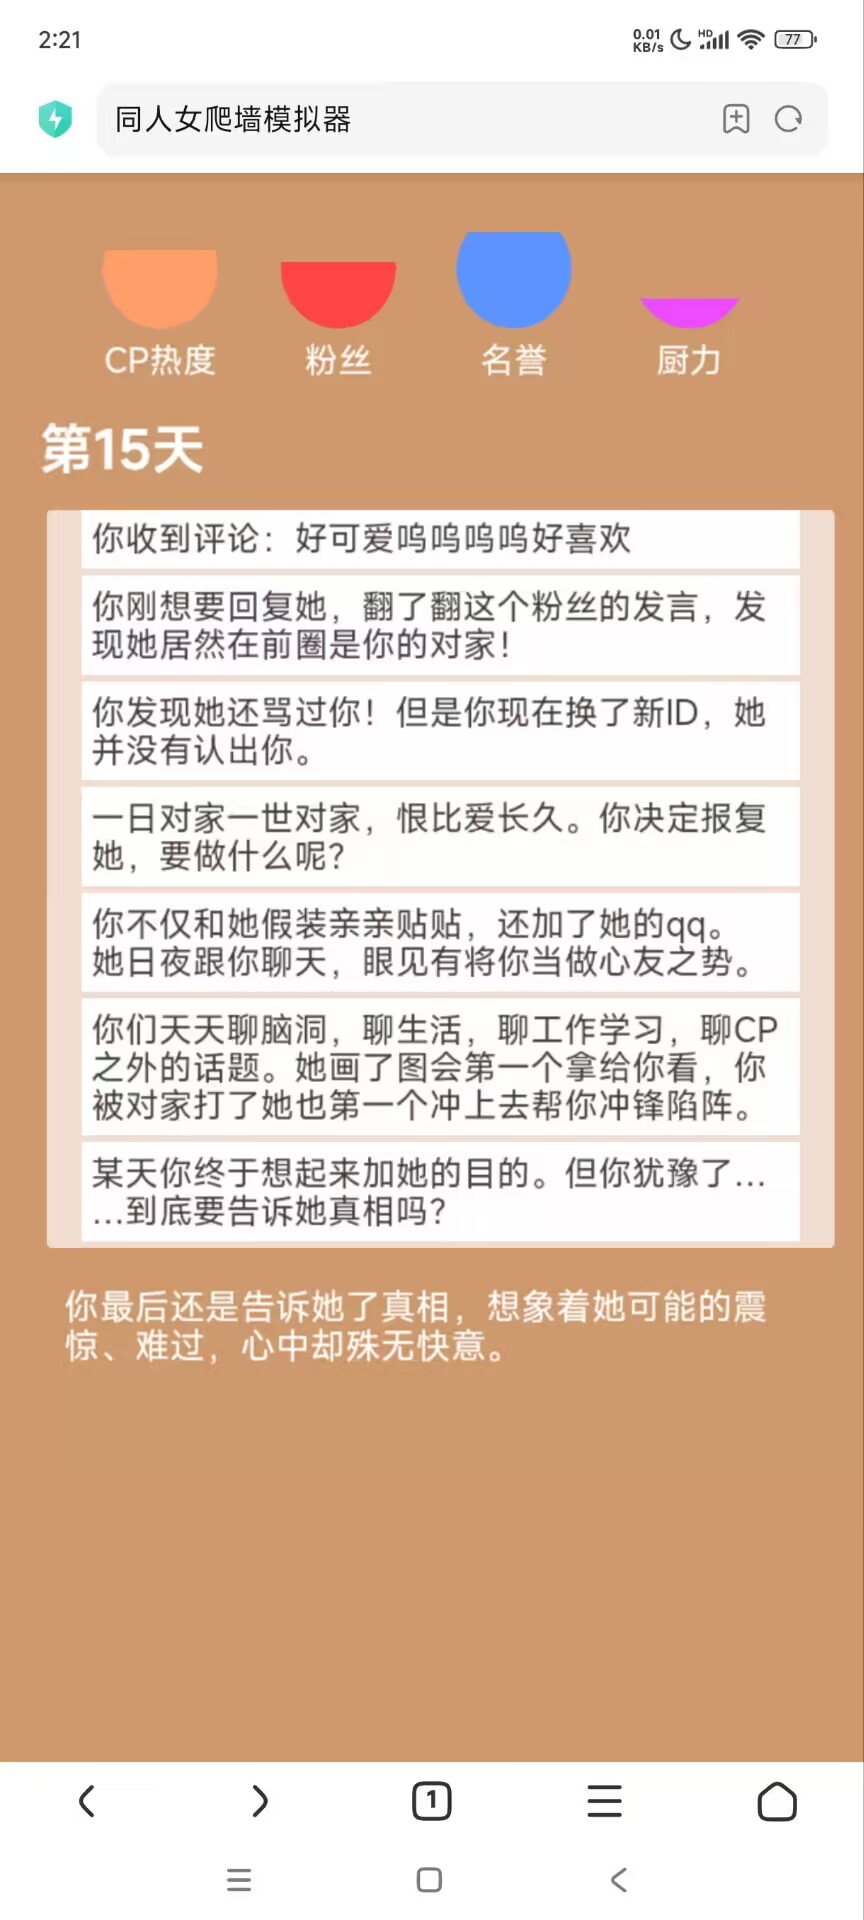 2:21
0.01
KB/s
HD
77
同人女爬墙模拟器
CP热度
粉丝
名誉
厨力
第15天
你收到评论：好可爱呜呜呜呜好喜欢
你刚想要回复她，翻了翻这个粉丝的发言，发
现她居然在前圈是你的对家！
你发现她还骂过你！但是你现在换了新ID，她
并没有认出你。
一日对家一世对家，恨比爱长久。你决定报复
她，要做什么呢？
你不仅和她假装亲亲贴贴，还加了她的qq。
她日夜跟你聊天，眼见有将你当做心友之势。
你们天天聊脑洞，聊生活，聊工作学习，聊CP
之外的话题。她画了图会第一个拿给你看，你
被对家打了她也第一个冲上去帮你冲锋陷阵。
某天你终于想起来加她的目的。但你犹豫了...
...到底要告诉她真相吗？
你最后还是告诉她了真相，想象着她可能的震
惊、难过，心中却殊无快意。
1